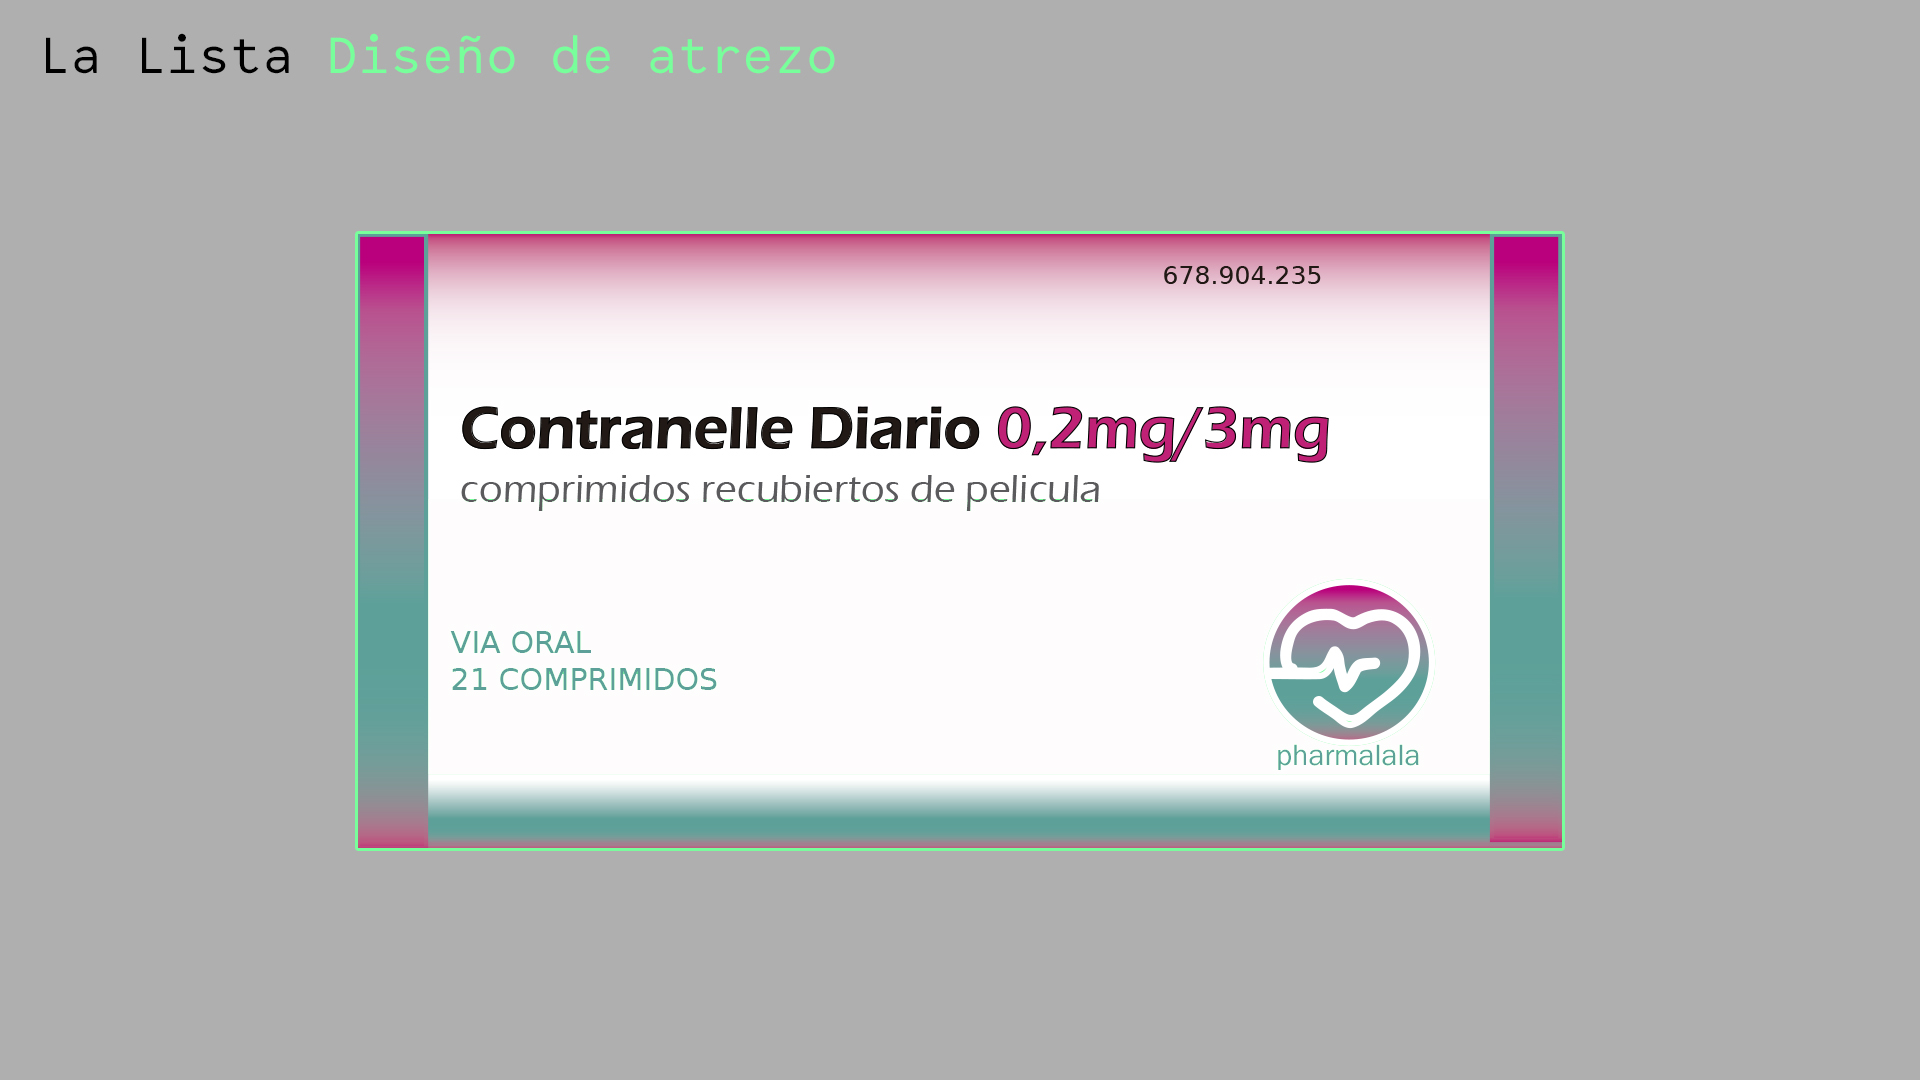 La Lista Diseño de atrezo
678.904.235
Contranelle Diario 0,2mg/3mg
comprimidos recubiertos de pelicula
VIA ORAL
21 COMPRIMIDOS
pharmalala